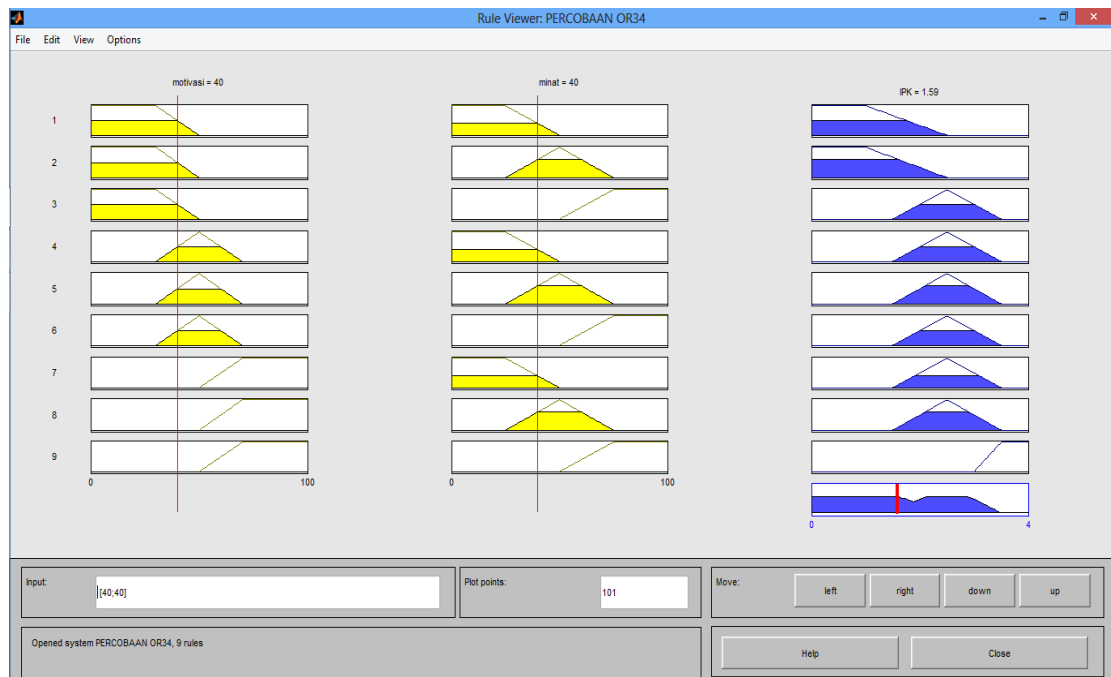 Rule Viewer: PERCOBAAN OR34
File Edit View Options
motivasi = 40
minat = 40
IPK = 1.59
1
2
3
4
5
6
7
8
9
0 100
0 100
0 4
Input:
[40;40]
Plot points:
101
Move:
left right down up
Opened system PERCOBAAN OR34, 9 rules
Help Close